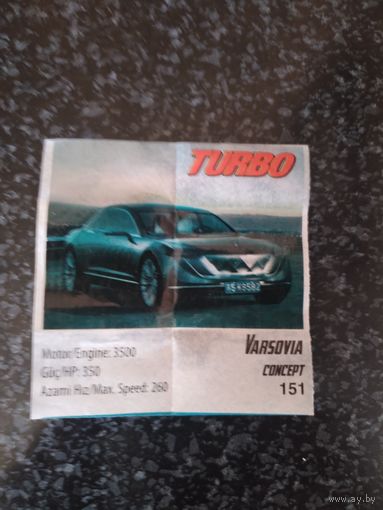 TURBO
Motor/Engine: 3500
Güç/HP: 350
Azami Hız/Max. Speed: 260
VARSOVIA
CONCEPT
151
www.ay.by